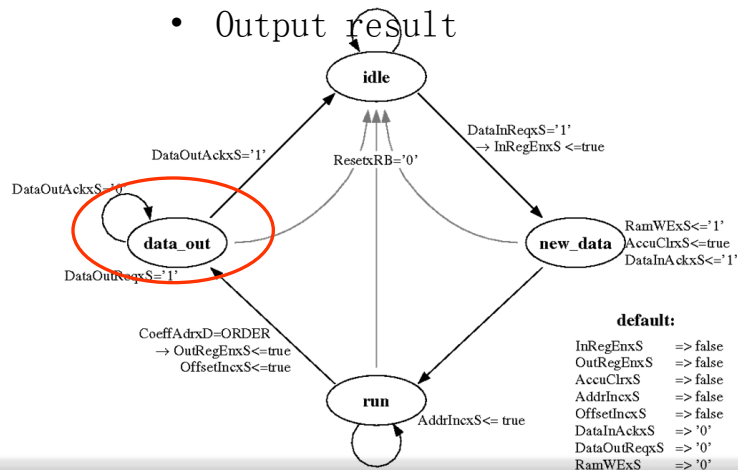 • Output result
idle
DataInReqxS='1'
→ InRegEnxS <=true
DataOutAckxS='1'
ResetxRB='0'
DataOutAckxS='0'
data_out
new_data
RamWExS<='1'
AccuClrxS<=true
DataInAckxS<='1'
DataOutReqxS='1'
CoeffAdrxD=ORDER
→ OutRegEnxS<=true
OffsetIncxS<=true
run
AddrIncxS<= true
default:
InRegEnxS => false
OutRegEnxS => false
AccuClrxS => false
AddrIncxS => false
OffsetIncxS => false
DataInAckxS => '0'
DataOutReqxS => '0'
RamWExS => '0'